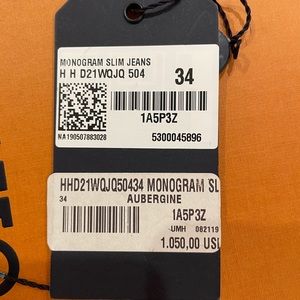 MONOGRAM SLIM JEANS
H H D21WQJQ 504
34
1A5P3Z
NA190507883028
5300045896
HHD21WQJQ50434 MONOGRAM SL
34
AUBERGINE
1A5P3Z
-UMH 082119
1.050,00 US